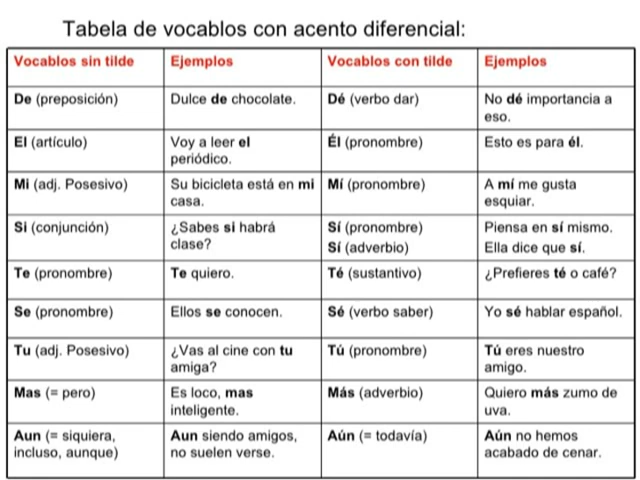 Tabela de vocablos con acento diferencial:
Vocablos sin tilde Ejemplos Vocablos con tilde Ejemplos
De (preposición) Dulce de chocolate. Dé (verbo dar) No dé importancia a
eso.
El (artículo) Voy a leer el Él (pronombre) Esto es para él.
periódico.
Mi (adj. Posesivo) Su bicicleta está en mi Mí (pronombre) A mí me gusta
casa. esquiar.
Si (conjunción) ¿Sabes si habrá Sí (pronombre) Piensa en sí mismo.
clase? Sí (adverbio) Ella dice que sí.
Te (pronombre) Te quiero. Té (sustantivo) ¿Prefieres té o café?
Se (pronombre) Ellos se conocen. Sé (verbo saber) Yo sé hablar español.
Tu (adj. Posesivo) ¿Vas al cine con tu Tú (pronombre) Tú eres nuestro
amiga? amigo.
Mas (= pero) Es loco, mas Más (adverbio) Quiero más zumo de
inteligente. uva.
Aun (= siquiera, Aun siendo amigos, Aún (= todavía) Aún no hemos
incluso, aunque) no suelen verse. acabado de cenar.